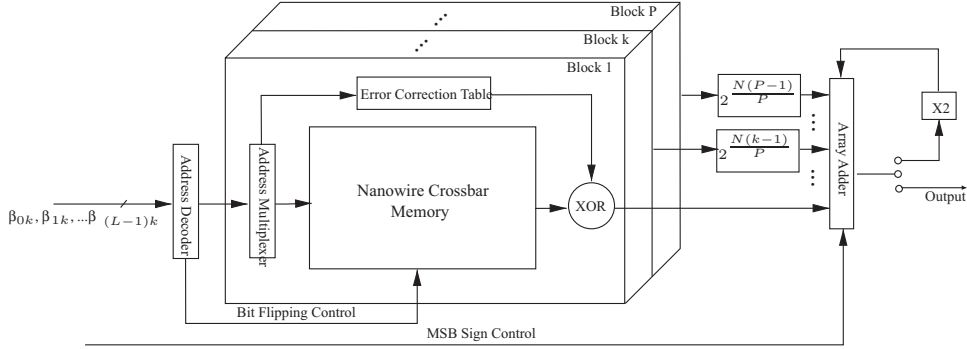 Block P
Block k
Block 1
Error Correction Table
Address Decoder
Address Multiplexer
Nanowire Crossbar
Memory
XOR
β0k, β1k, ...β (L−1)k
Bit Flipping Control
MSB Sign Control
2 N(P−1)/P
2 N(k−1)/P
Array Adder
X2
Output